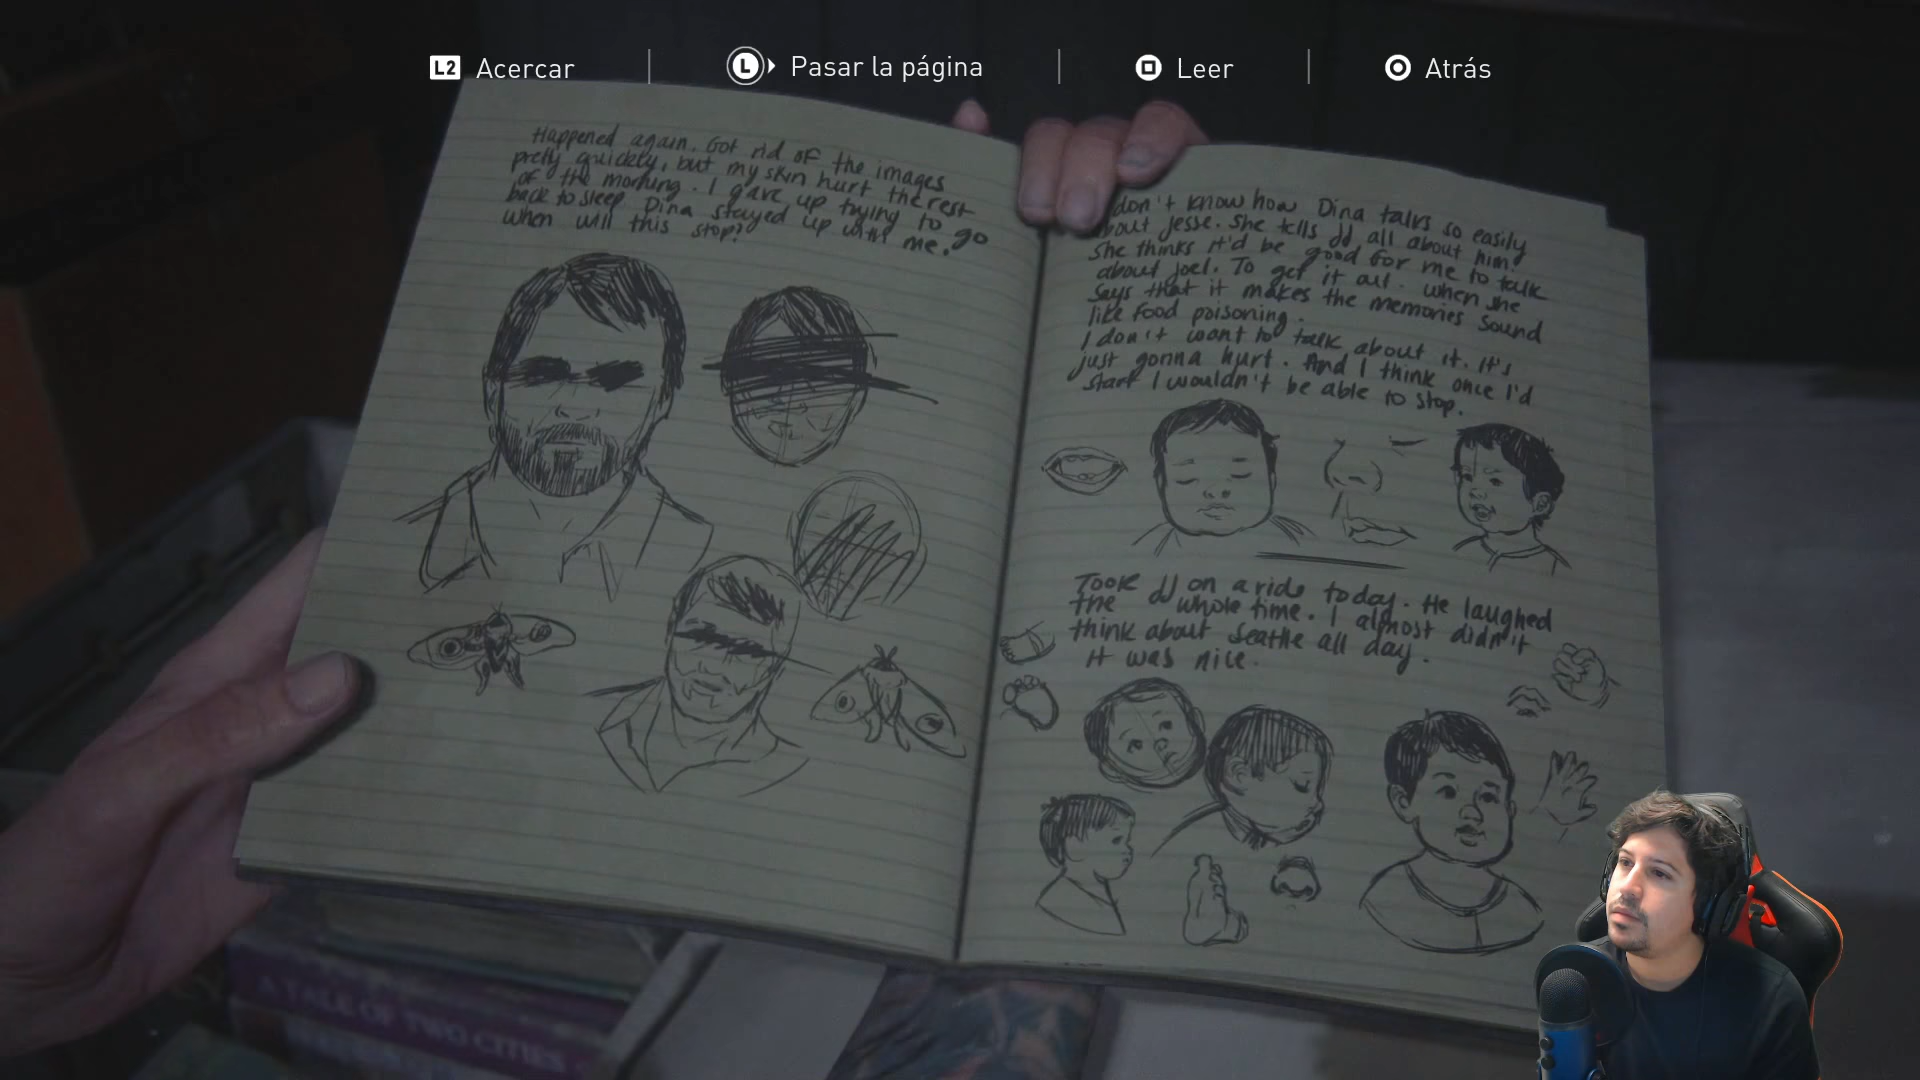 L2 Acercar
L Pasar la página
Leer
Atrás
Happened again. Got rid of the images
pretty quickly, but my skin hurt the rest
of the morning. I gave up trying to go
back to sleep. Dina stayed up with me.
When will this stop?
don't know how Dina talks so easily
about Jesse. She tells JJ all about him.
She thinks it'd be good for me to talk
about Joel. To get it out. When she
says that it makes the memories sound
like food poisoning.
I don't want to talk about it. It's
just gonna hurt. And I think once I'd
start I wouldn't be able to stop.
Took JJ on a ride today. He laughed
the whole time. I almost didn't
think about Seattle all day.
It was nice.
A TALE OF TWO CITIES